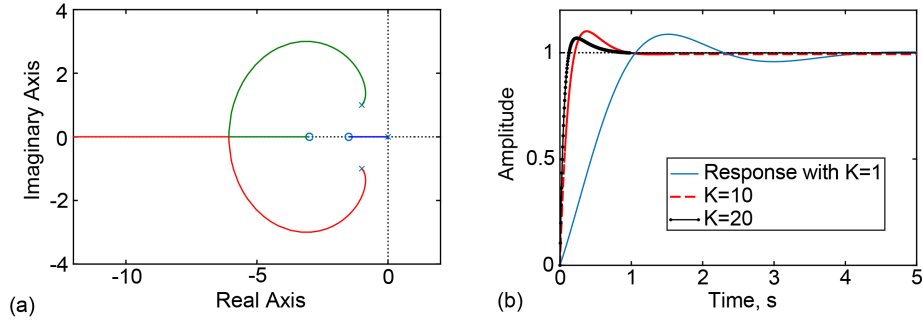 4
2
0
-2
-4
-10
-5
0
Imaginary Axis
Real Axis
(a)
1
0.5
0
0
1
2
3
4
5
Amplitude
Time, s
Response with K=1
K=10
K=20
(b)